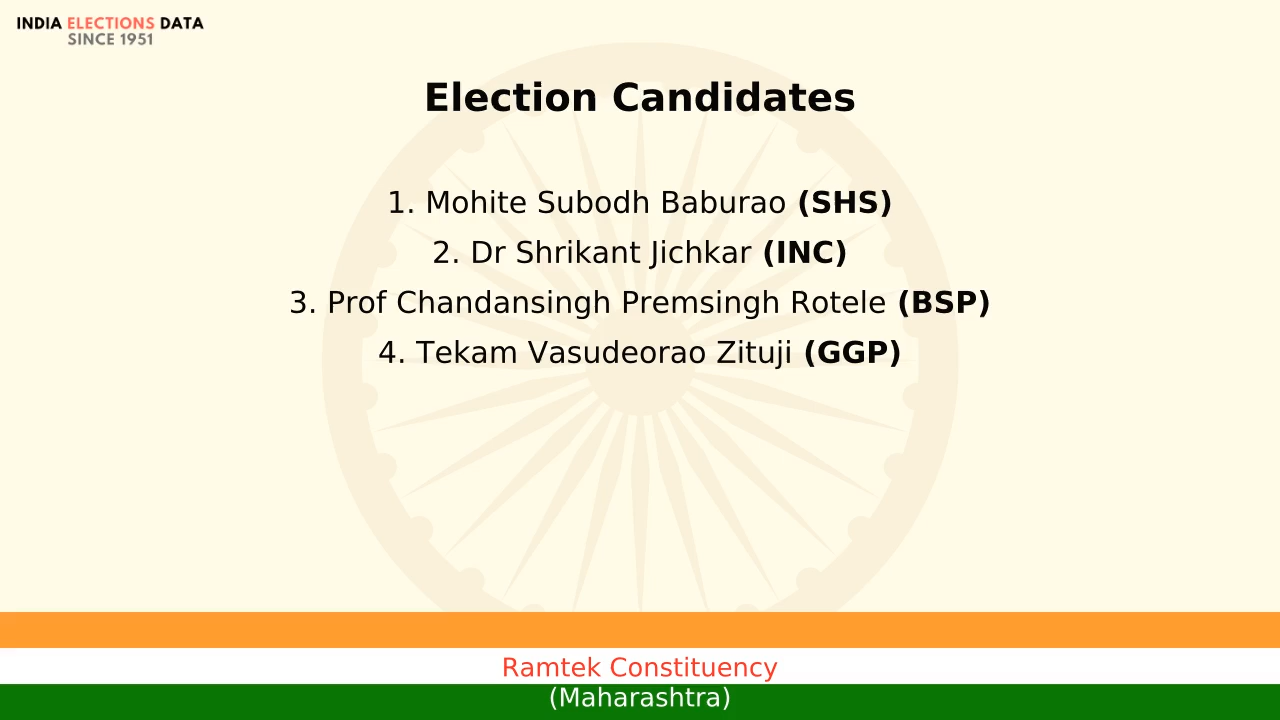 INDIA ELECTIONS DATA
SINCE 1951
Election Candidates
1. Mohite Subodh Baburao (SHS)
2. Dr Shrikant Jichkar (INC)
3. Prof Chandansingh Premsingh Rotele (BSP)
4. Tekam Vasudeorao Zituji (GGP)
Ramtek Constituency
(Maharashtra)